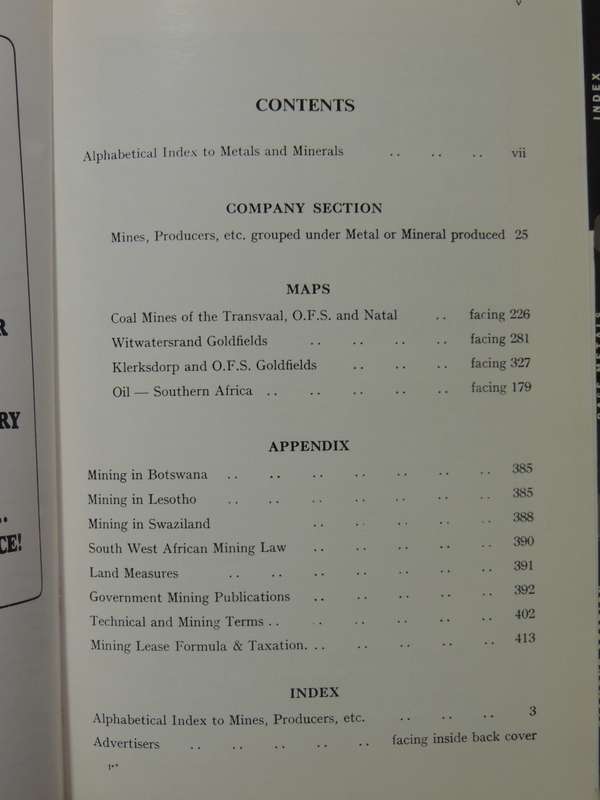 v
CONTENTS
Alphabetical Index to Metals and Minerals .. .. .. vii
COMPANY SECTION
Mines, Producers, etc. grouped under Metal or Mineral produced 25
MAPS
Coal Mines of the Transvaal, O.F.S. and Natal .. facing 226
Witwatersrand Goldfields .. .. .. .. facing 281
Klerksdorp and O.F.S. Goldfields .. .. .. facing 327
Oil — Southern Africa .. .. .. .. .. facing 179
APPENDIX
Mining in Botswana .. .. .. .. .. .. .. 385
Mining in Lesotho .. .. .. .. .. .. .. 385
Mining in Swaziland .. .. .. .. .. 388
South West African Mining Law .. .. .. .. .. 390
Land Measures .. .. .. .. .. .. .. 391
Government Mining Publications .. .. .. .. .. 392
Technical and Mining Terms .. .. .. .. .. .. 402
Mining Lease Formula & Taxation. .. .. .. .. .. 413
INDEX
Alphabetical Index to Mines, Producers, etc. .. .. .. 3
Advertisers .. .. .. .. .. facing inside back cover
R
RY
..
CE!
INDEX